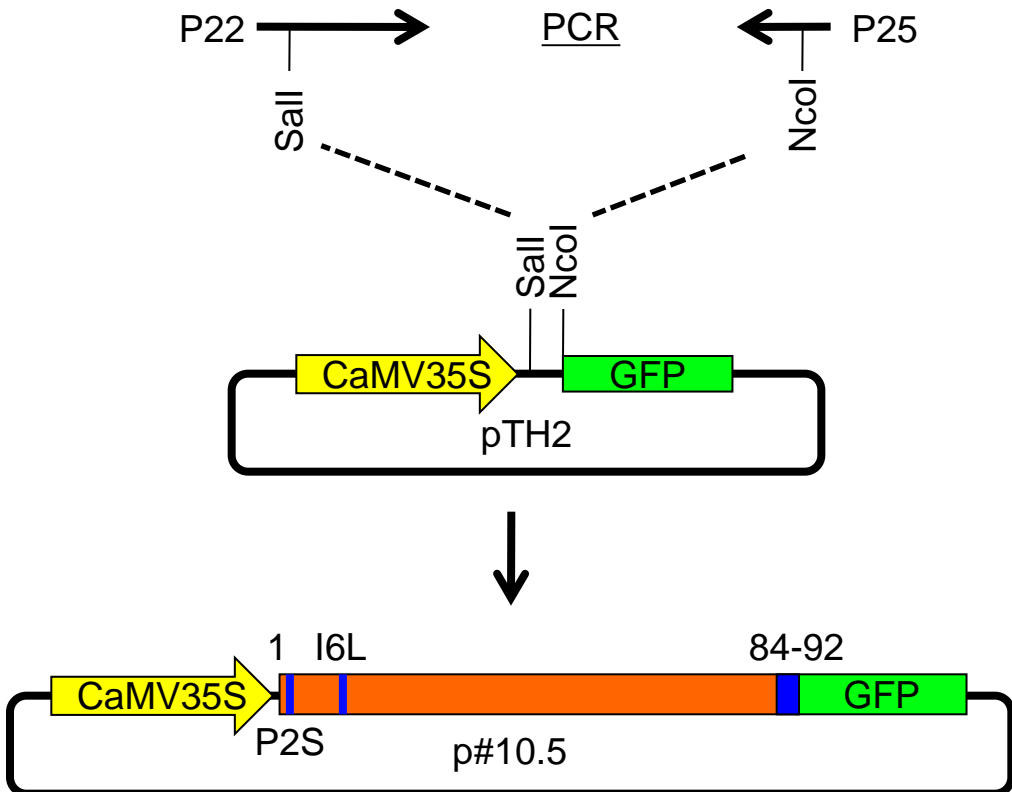 P22 PCR P25
SalI NcoI
SalI NcoI
CaMV35S GFP
pTH2
1 I6L 84-92
CaMV35S GFP
P2S
p#10.5